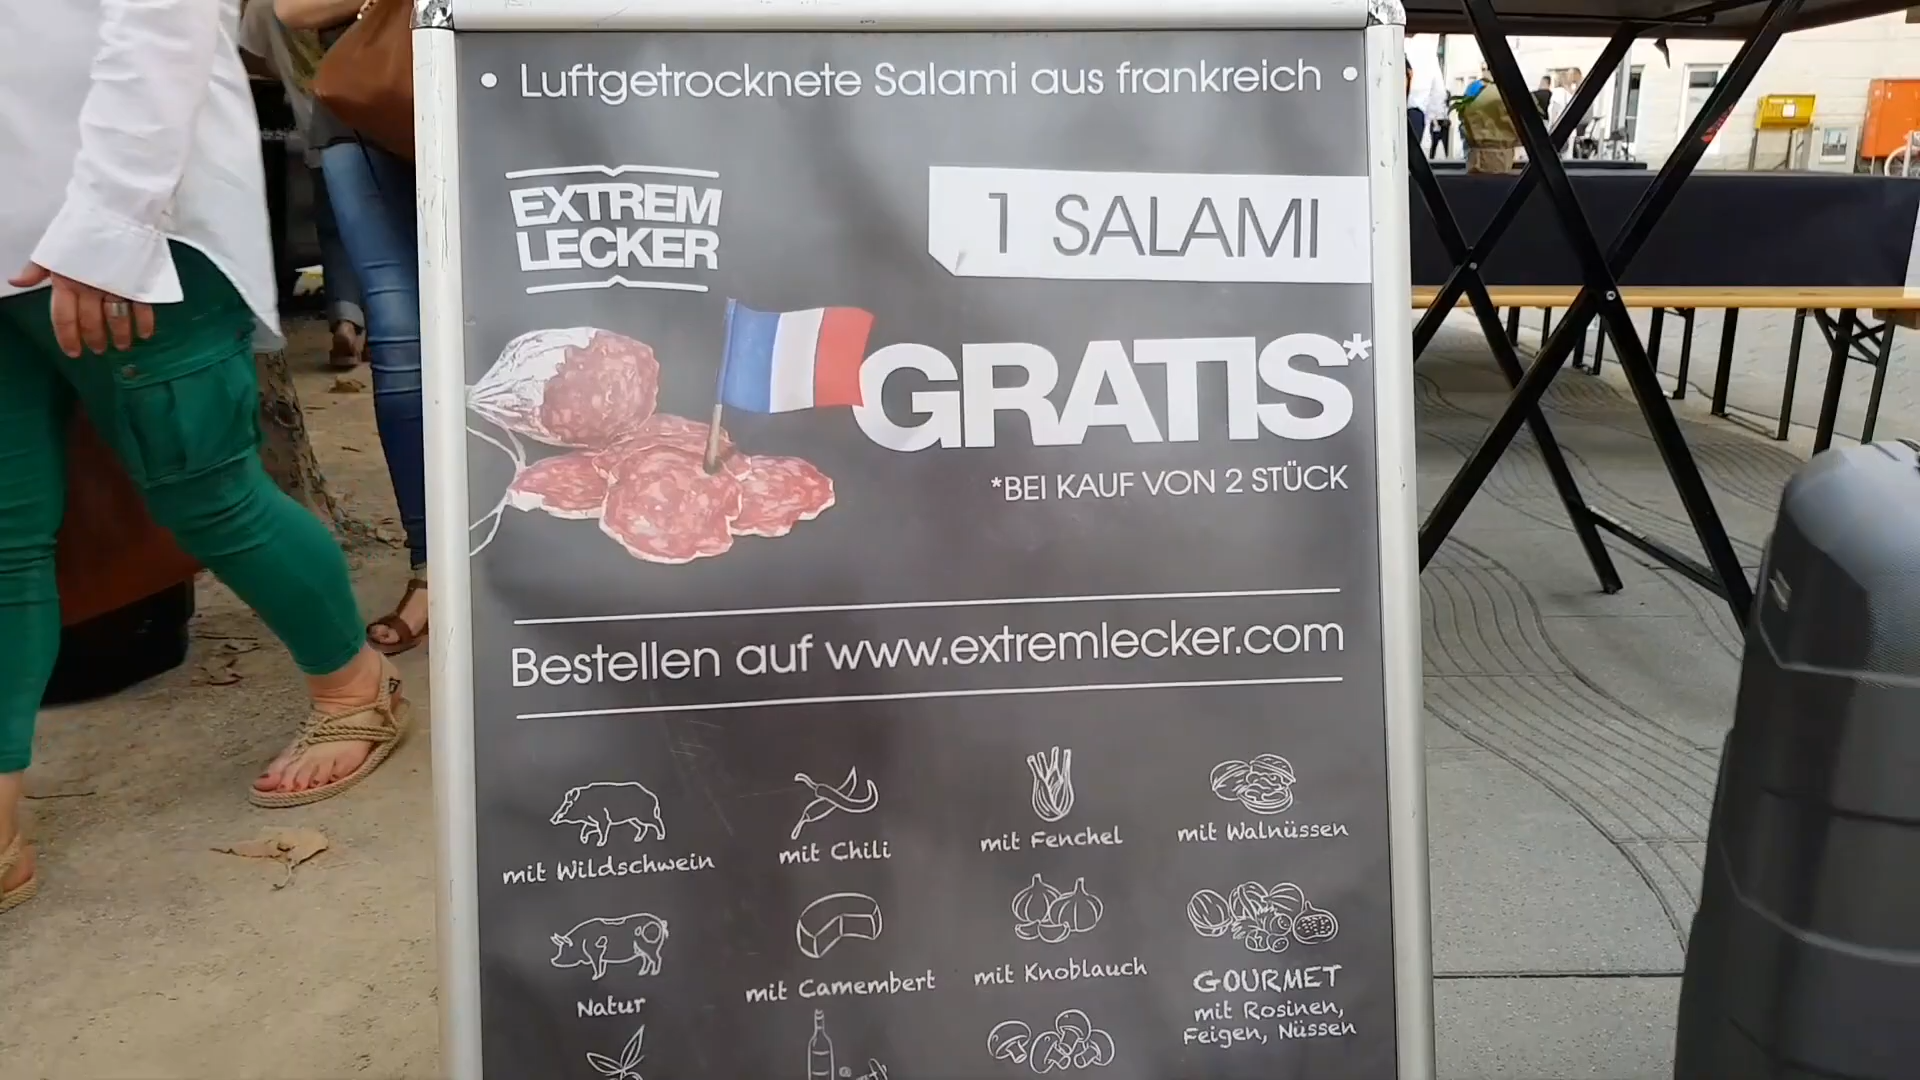 • Luftgetrocknete Salami aus frankreich •
EXTREM
LECKER
1 SALAMI
GRATIS*
*BEI KAUF VON 2 STÜCK
Bestellen auf www.extremlecker.com
mit Wildschwein
mit Chili
mit Fenchel
mit Walnüssen
Natur
mit Camembert
mit Knoblauch
GOURMET
mit Rosinen,
Feigen, Nüssen